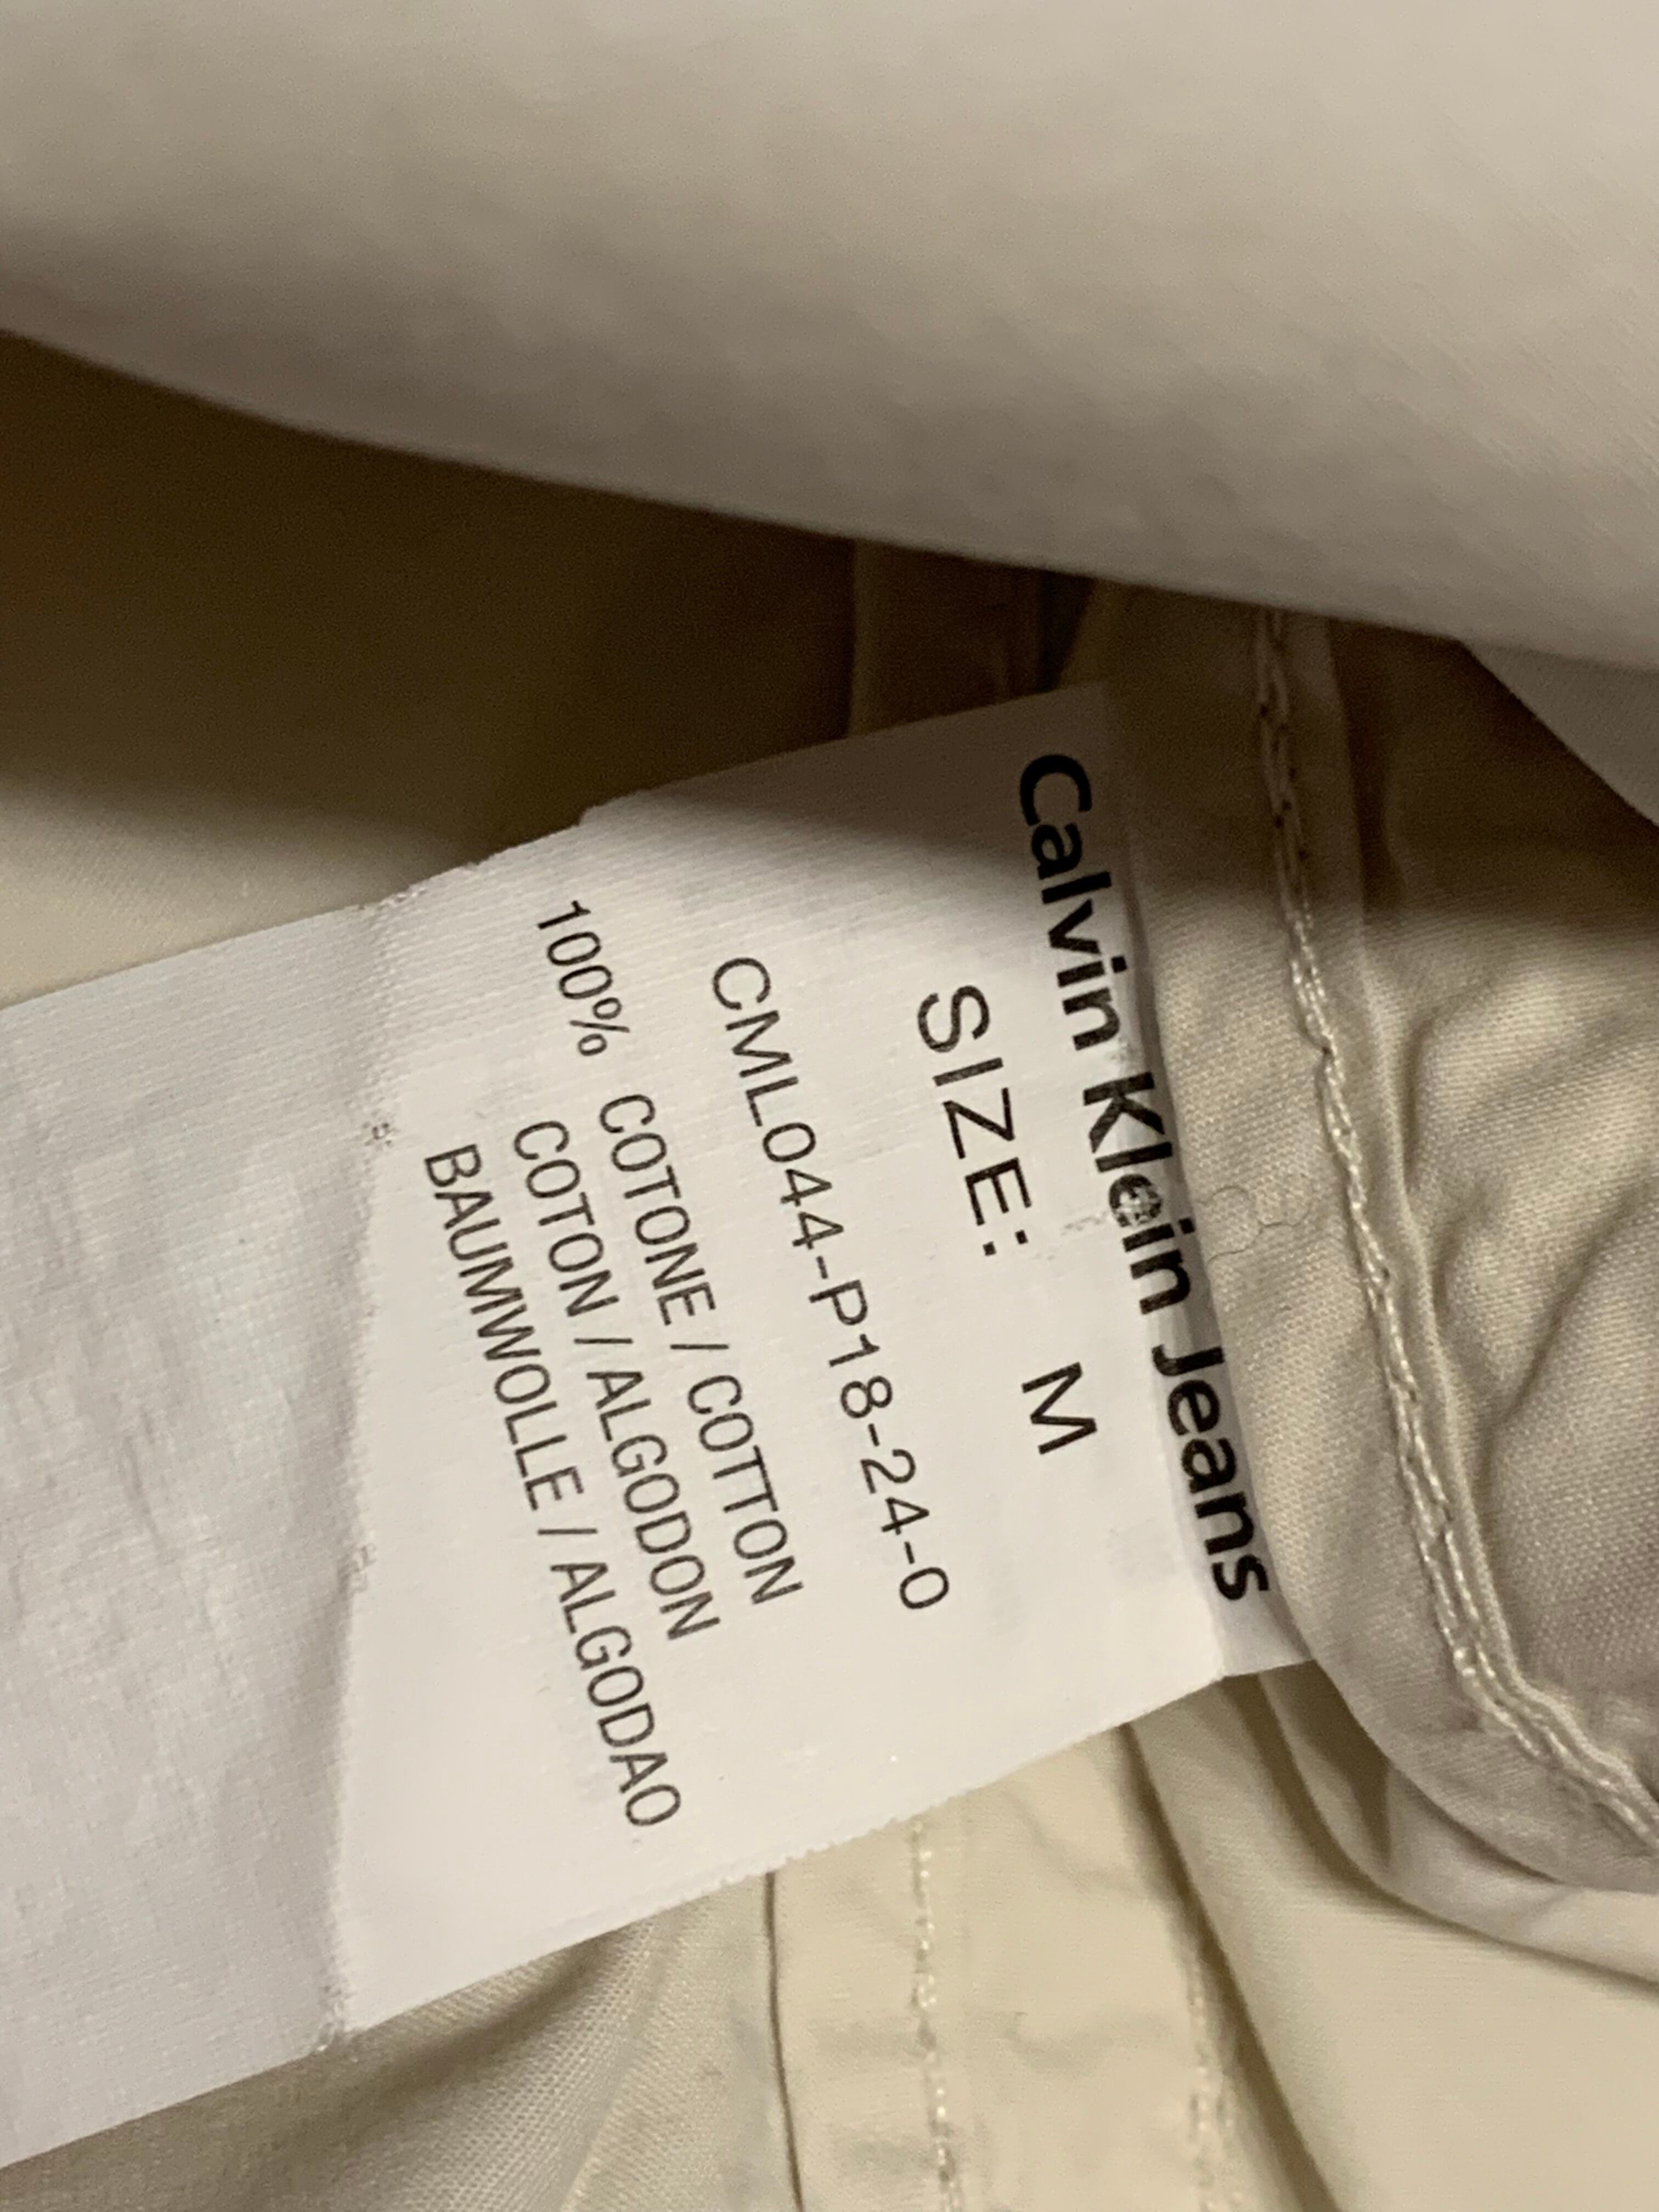 Calvin Klein Jeans
SIZE: M
CML044-P18-24-0
100% COTONE / COTTON
COTON / ALGODON
BAUMWOLLE / ALGODAO